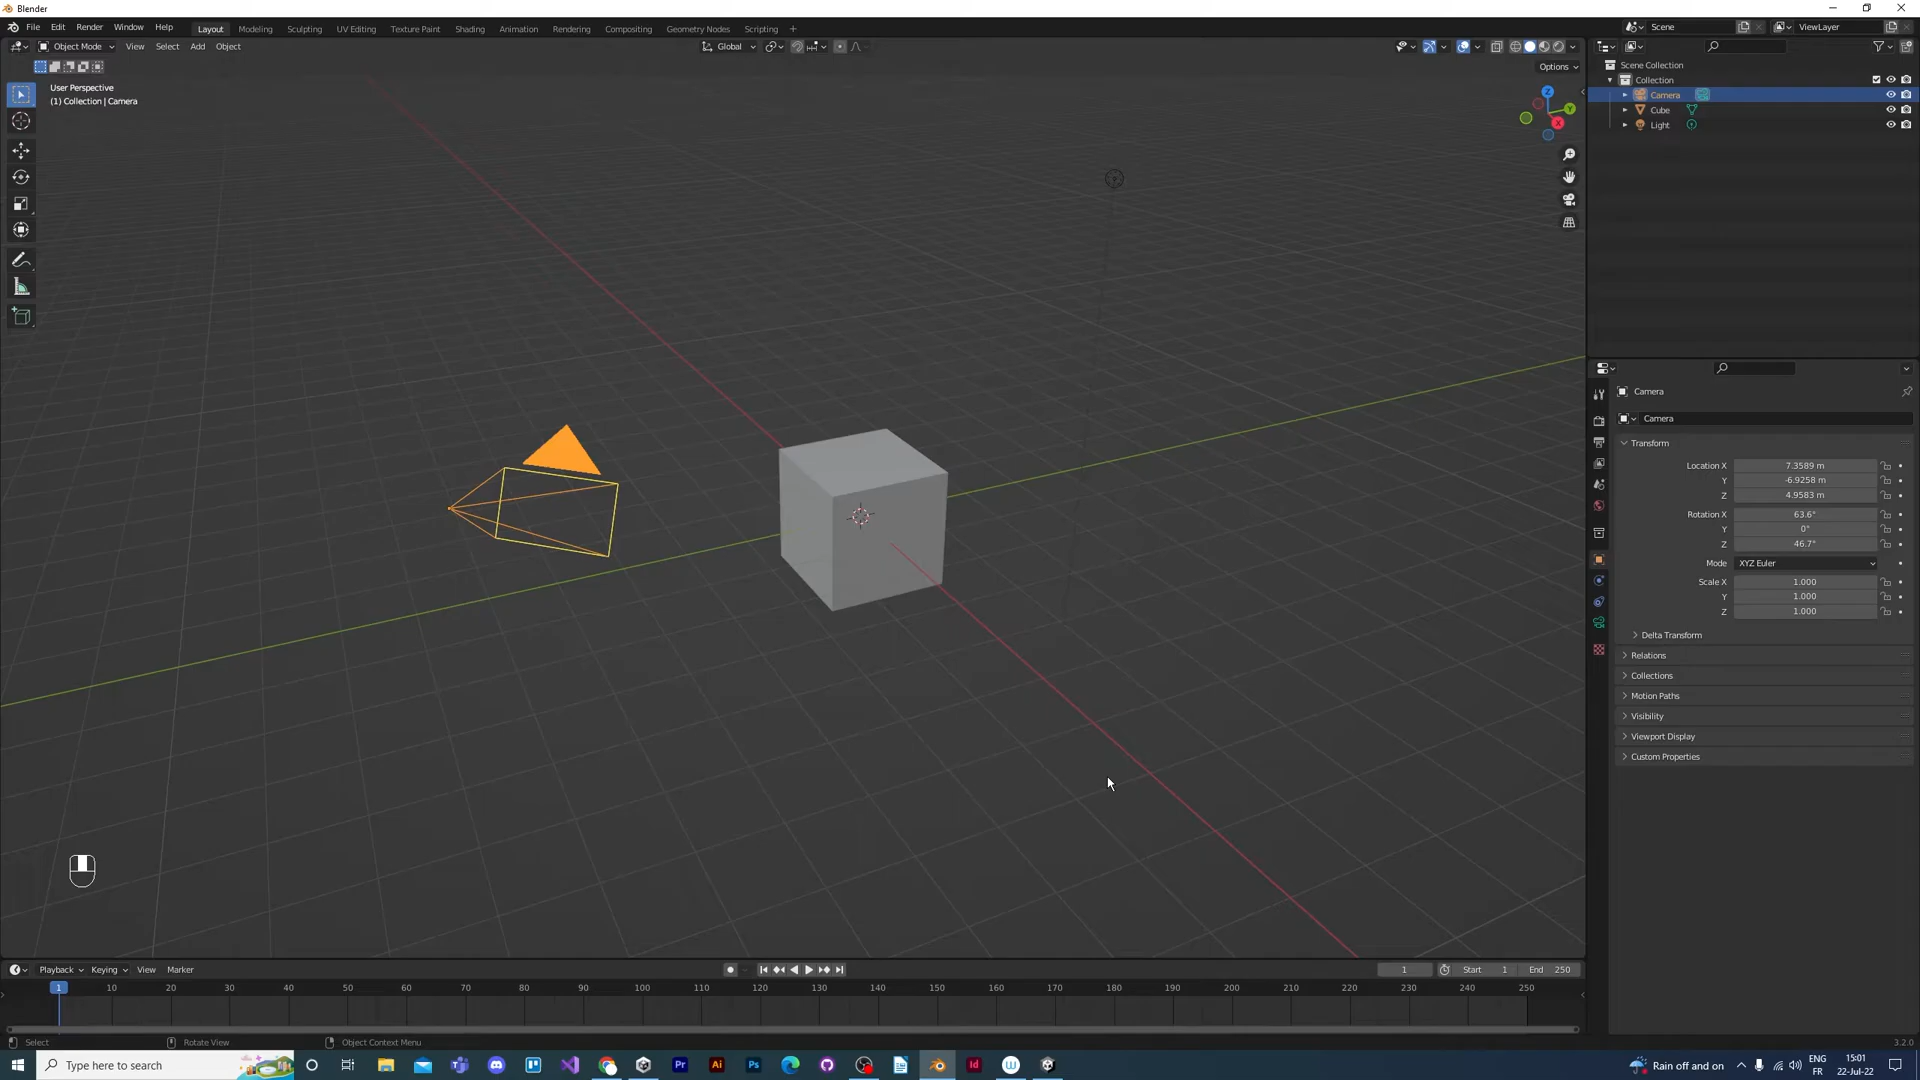 Blender
File Edit Render Window Help Layout Modeling Sculpting UV Editing Texture Paint Shading Animation Rendering Compositing Geometry Nodes Scripting + Scene ViewLayer
Object Mode View Select Add Object Global
Options
User Perspective
(1) Collection | Camera
Z
Y
X
Scene Collection
Collection
Camera
Cube
Light
Camera
Camera
Transform
Location X 7.3589 m
Y -6.9258 m
Z 4.9583 m
Rotation X 63.6°
Y 0°
Z 46.7°
Mode XYZ Euler
Scale X 1.000
Y 1.000
Z 1.000
Delta Transform
Relations
Collections
Motion Paths
Visibility
Viewport Display
Custom Properties
Playback Keying View Marker 1 Start 1 End 250
1 10 20 30 40 50 60 70 80 90 100 110 120 130 140 150 160 170 180 190 200 210 220 230 240 250
Select Rotate View Object Context Menu 3.2.0
Type here to search Pr Ai Ps Id W Rain off and on ENG 15:01
FR 22-Jul-22